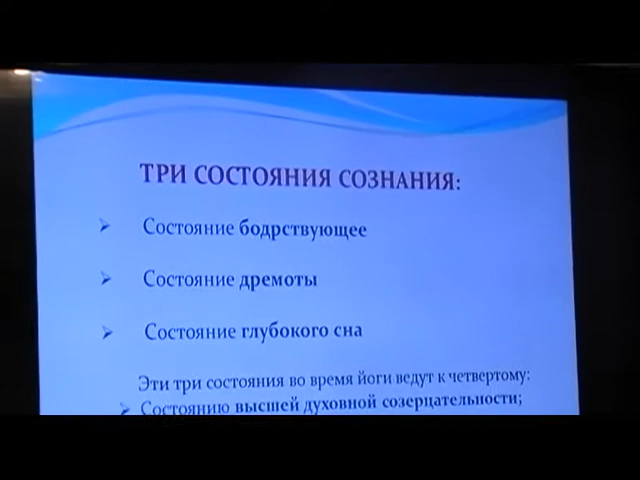 ТРИ СОСТОЯНИЯ СОЗНАНИЯ:
Состояние бодрствующее
Состояние дремоты
Состояние глубокого сна
Эти три состояния во время йоги ведут к четвертому:
Состоянию высшей духовной созерцательности;